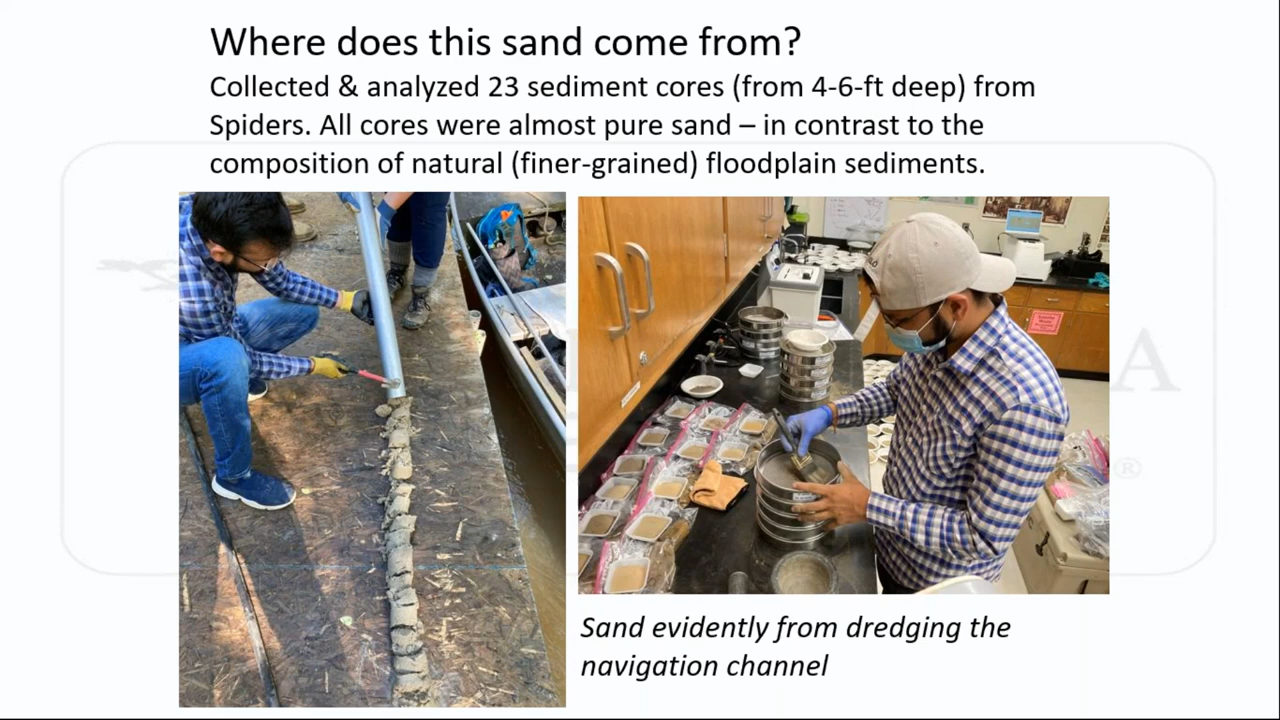 Where does this sand come from?
Collected & analyzed 23 sediment cores (from 4-6-ft deep) from
Spiders. All cores were almost pure sand – in contrast to the
composition of natural (finer-grained) floodplain sediments.
Sand evidently from dredging the
navigation channel